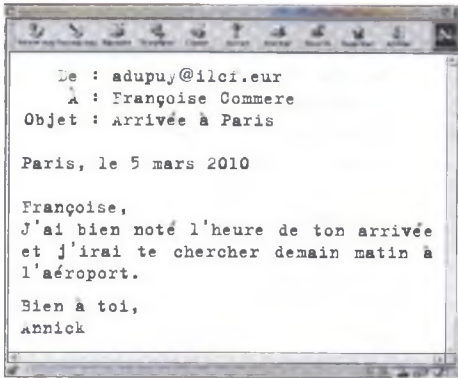 De : adupuy@ilci.eur
À : Françoise Commere
Objet : Arrivée à Paris
Paris, le 5 mars 2010
Françoise,
J'ai bien noté l'heure de ton arrivée
et j'irai te chercher demain matin à
l'aéroport.
Bien à toi,
Annick